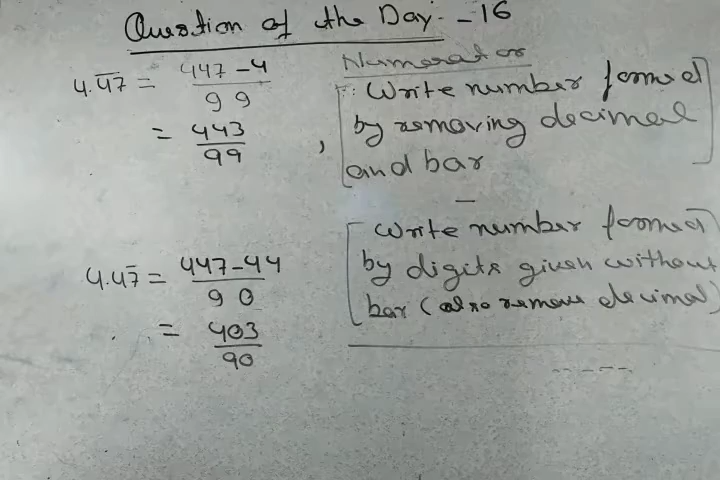 Question of the Day - 16
4.4̅7̅ = 447-4/99
= 443/99 ,
Numerator
Write number formed
by removing decimal
and bar
-
4.47̅ = 447-44/90
= 403/90
Write number formed
by digits given without
bar (also remove decimal)
-----